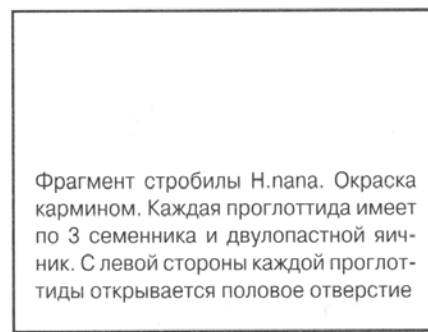 Фрагмент стробилы H.nana. Окраска
кармином. Каждая проглоттида имеет
по 3 семенника и двулопастной яич-
ник. С левой стороны каждой проглот-
тиды открывается половое отверстие